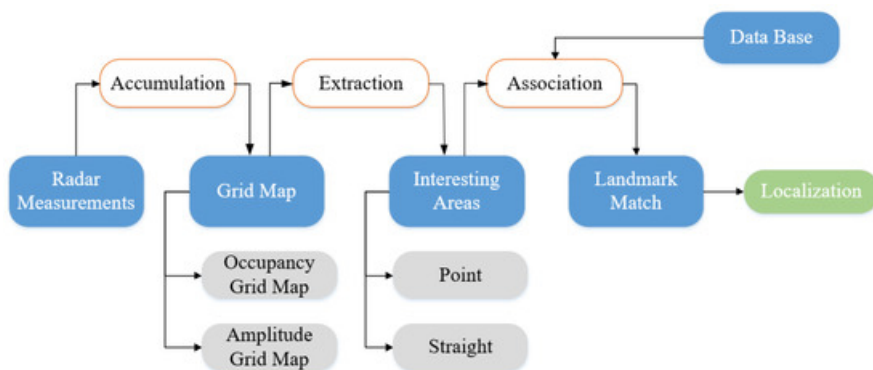 Data Base
Accumulation
Extraction
Association
Radar
Measurements
Grid Map
Interesting
Areas
Landmark
Match
Localization
Occupancy
Grid Map
Point
Amplitude
Grid Map
Straight